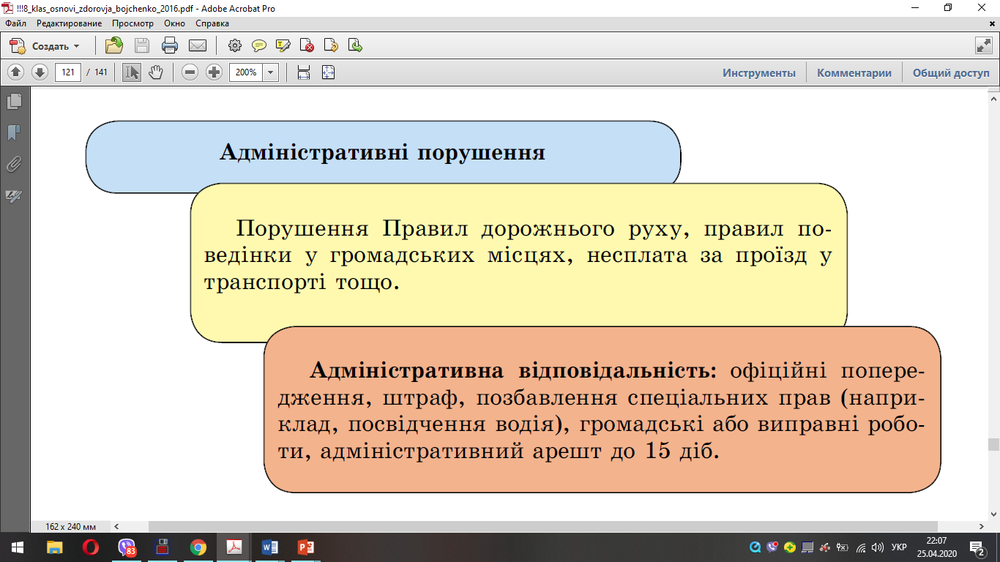 !!!8_klas_osnovi_zdorovja_bojchenko_2016.pdf - Adobe Acrobat Pro
Файл Редактирование Просмотр Окно Справка
Создать
121 / 141 200% Инструменты Комментарии Общий доступ
Адміністративні порушення
Порушення Правил дорожнього руху, правил по-
ведінки у громадських місцях, несплата за проїзд у
транспорті тощо.
Адміністративна відповідальність: офіційні попере-
дження, штраф, позбавлення спеціальних прав (напри-
клад, посвідчення водія), громадські або виправні робо-
ти, адміністративний арешт до 15 діб.
162 x 240 мм
83
УКР
22:07
25.04.2020
2